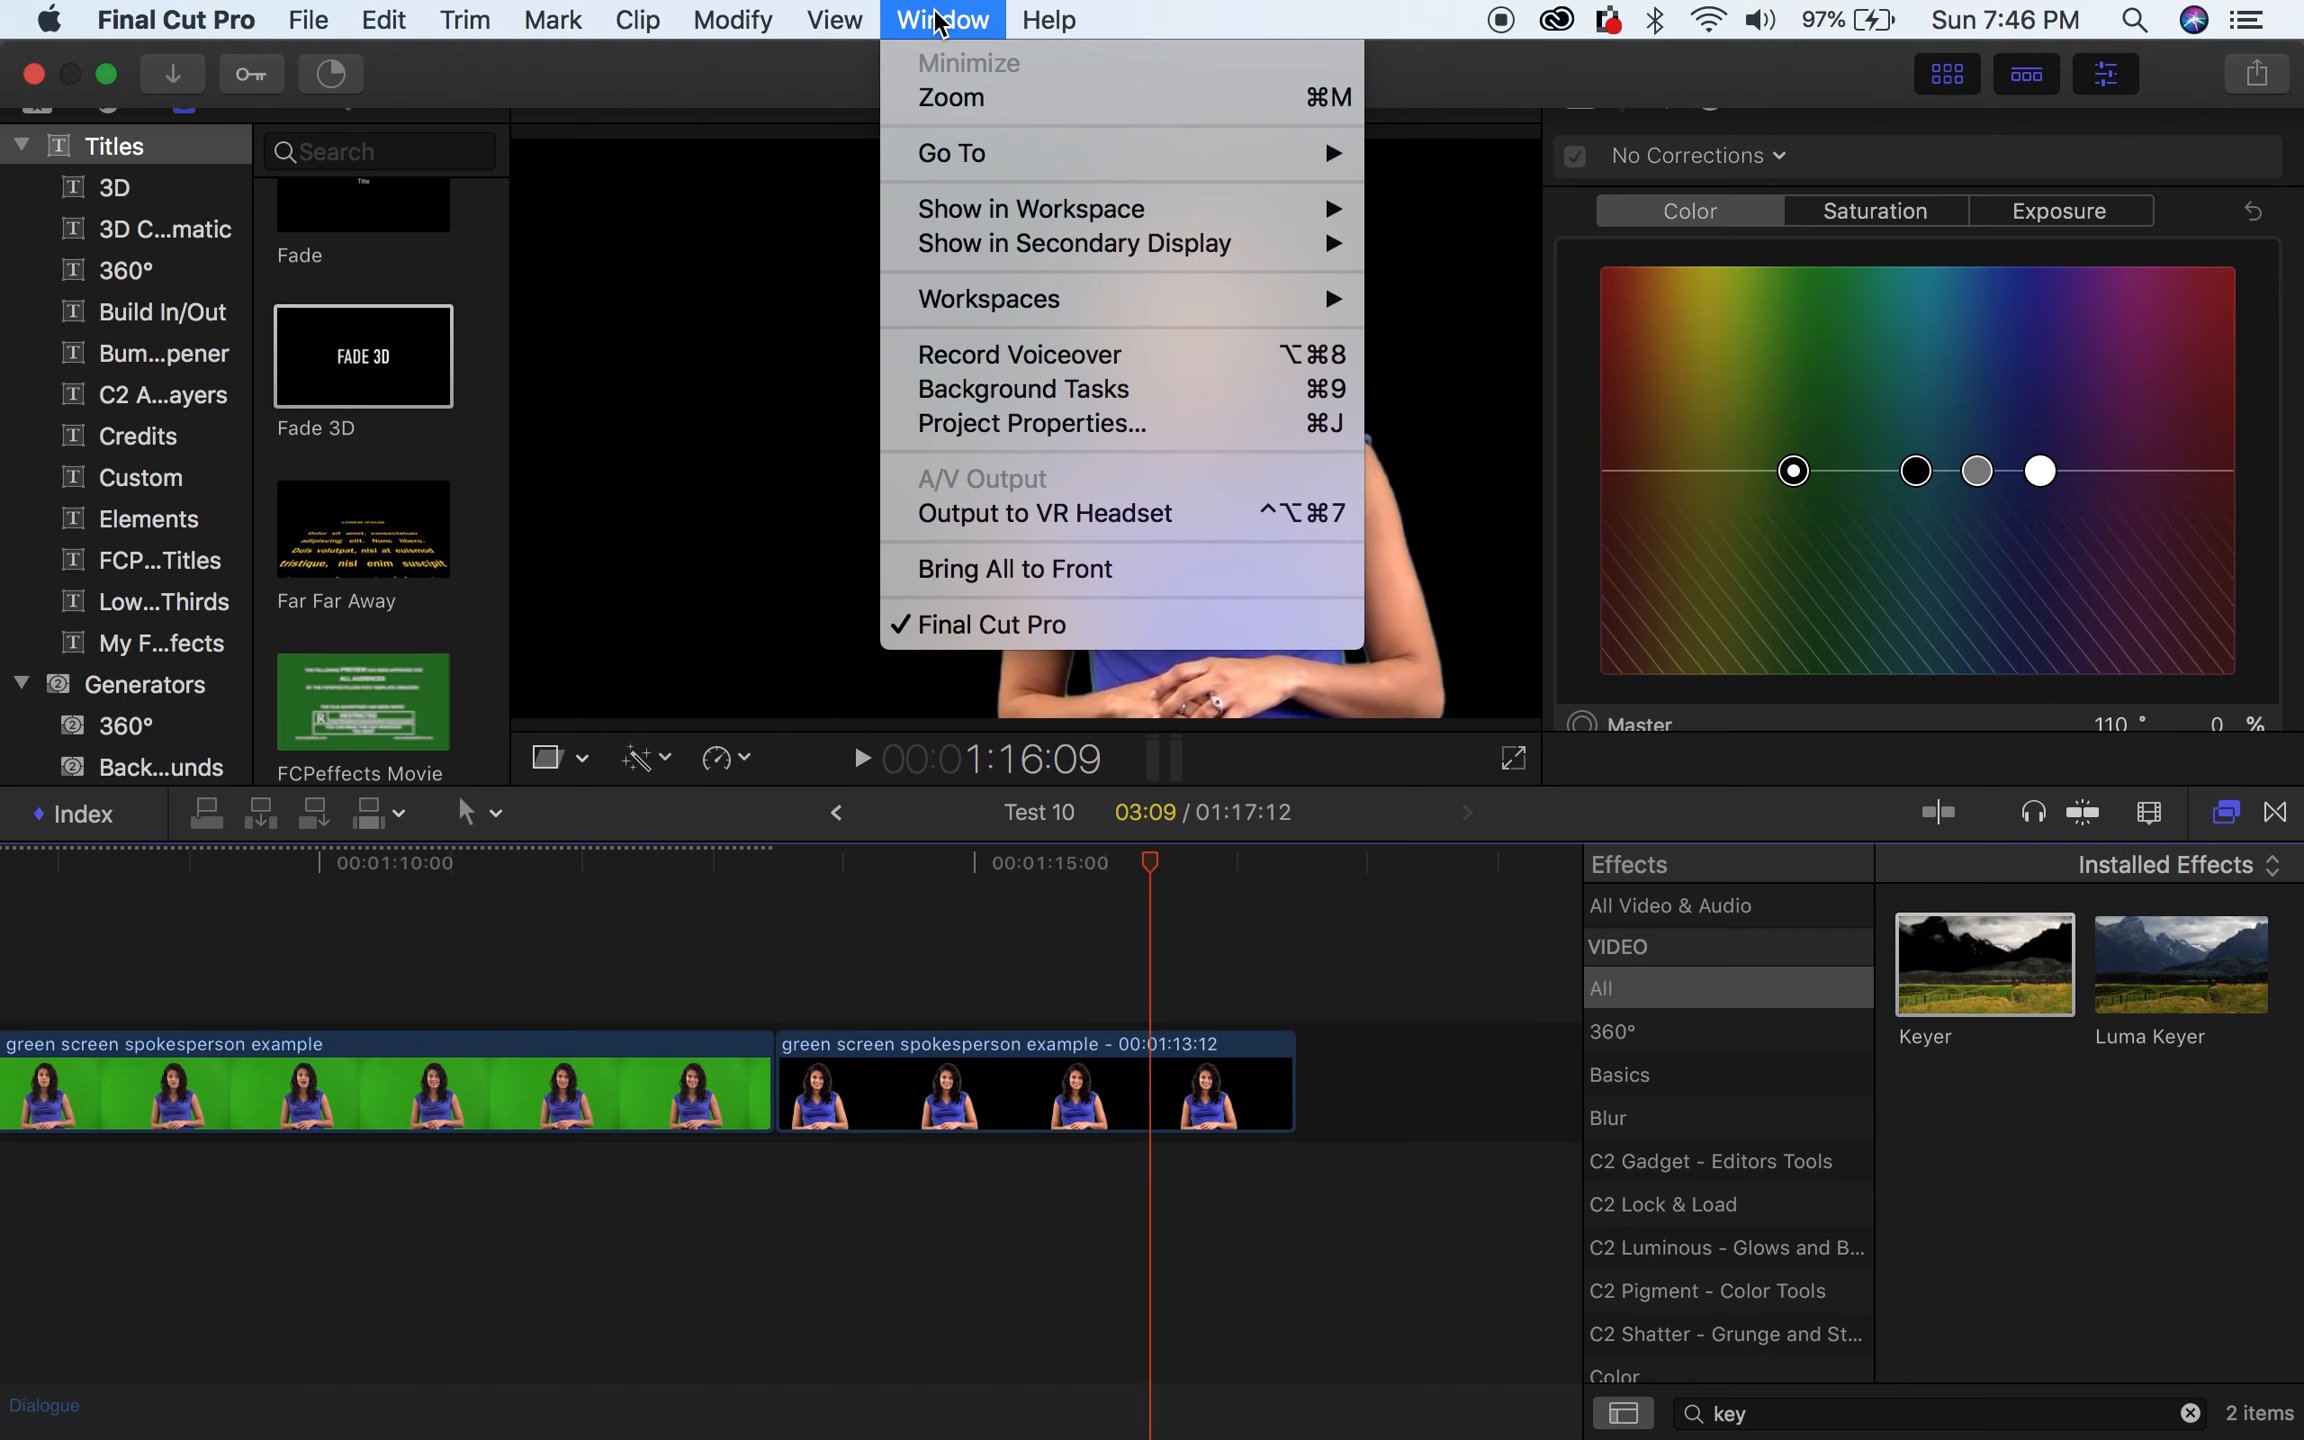 Final Cut Pro File Edit Trim Mark Clip Modify View Window Help 97% Sun 7:46 PM
Minimize
Zoom ⌘M
Go To
Show in Workspace
Show in Secondary Display
Workspaces
Record Voiceover ⌥⌘8
Background Tasks ⌘9
Project Properties... ⌘J
A/V Output
Output to VR Headset ^⌥⌘7
Bring All to Front
✓ Final Cut Pro
Titles
3D
3D C...matic
360°
Build In/Out
Bum...pener
C2 A...ayers
Credits
Custom
Elements
FCP...Titles
Low...Thirds
My F...fects
Generators
360°
Back...unds
Search
Title
Fade
FADE 3D
Fade 3D
Far Far Away
FCPeffects Movie
No Corrections
Color Saturation Exposure
Master 110 ° 0 %
00:01:16:09
Index
Test 10 03:09 / 01:17:12
00:01:10:00 00:01:15:00
green screen spokesperson example
green screen spokesperson example - 00:01:13:12
Dialogue
Effects Installed Effects
All Video & Audio
VIDEO
All
360°
Basics
Blur
C2 Gadget - Editors Tools
C2 Lock & Load
C2 Luminous - Glows and B...
C2 Pigment - Color Tools
C2 Shatter - Grunge and St...
Color
Keyer
Luma Keyer
key 2 items